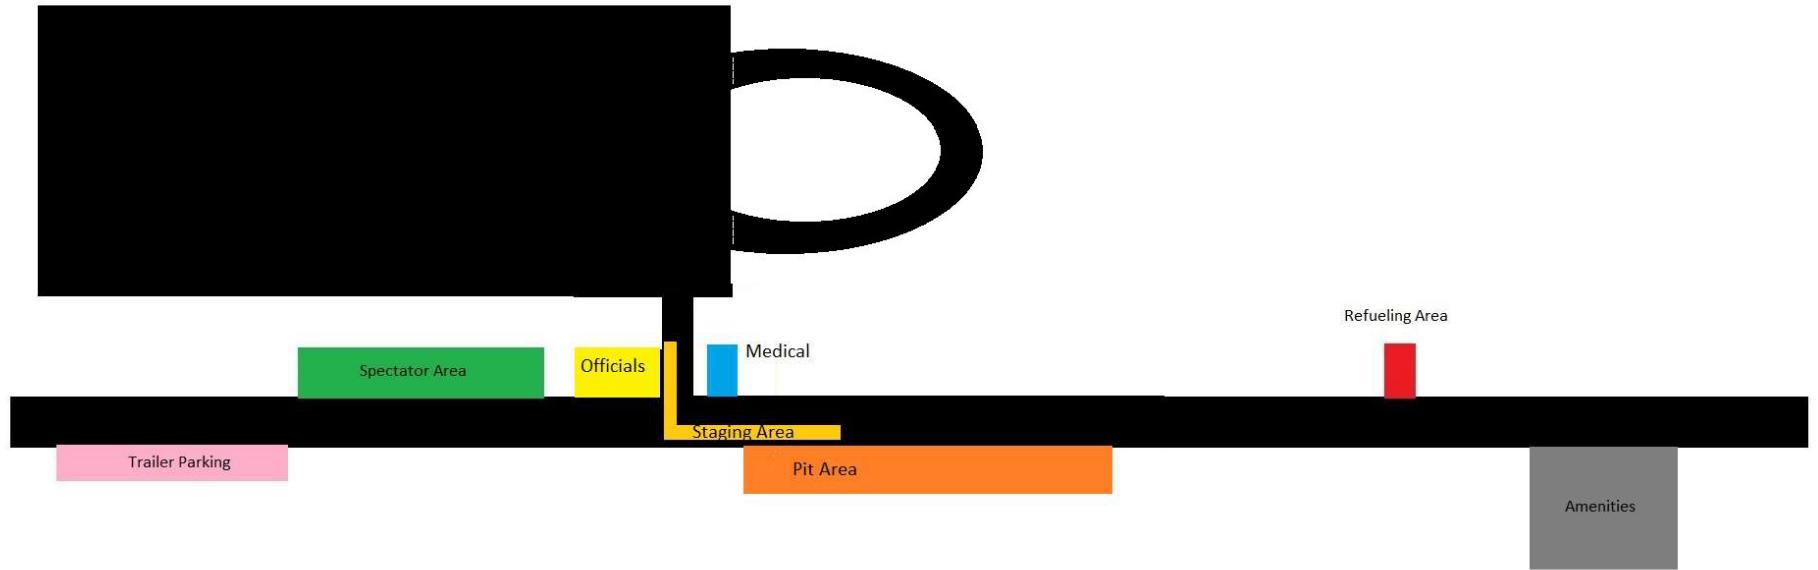 Refueling Area
Medical
Officials
Spectator Area
Staging Area
Trailer Parking
Pit Area
Amenities